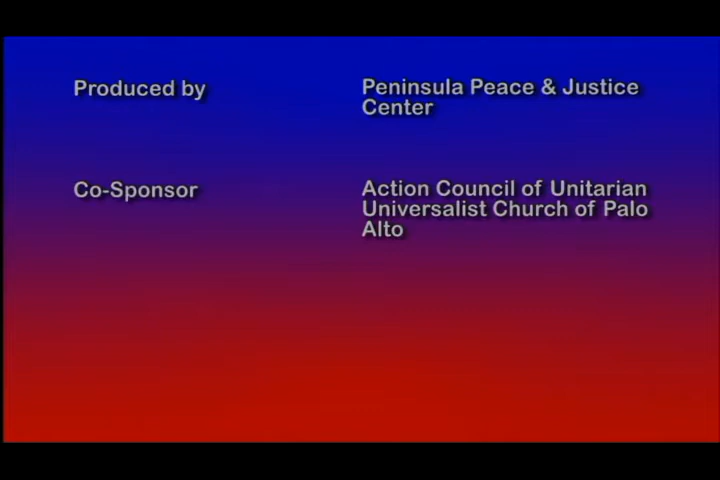 Produced by
Peninsula Peace & Justice
Center
Co-Sponsor
Action Council of Unitarian
Universalist Church of Palo
Alto